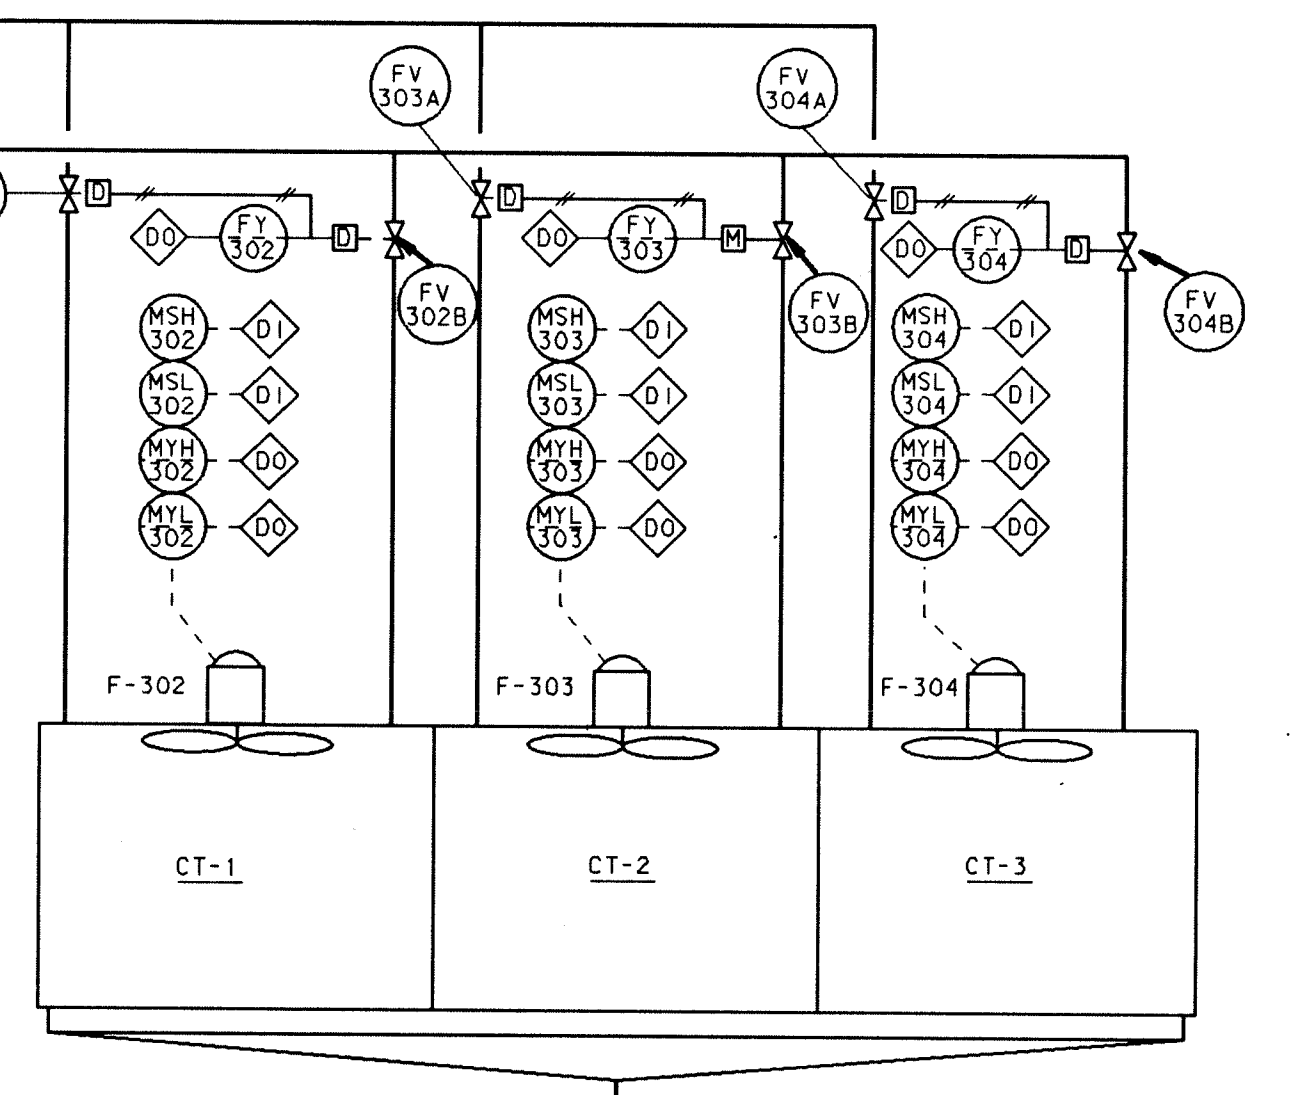 FV
303A
FV
304A
D
D
D
DO
FY
302
D
DO
FY
303
M
DO
FY
304
D
FV
302B
FV
303B
FV
304B
MSH
302
DI
MSH
303
DI
MSH
304
DI
MSL
302
DI
MSL
303
DI
MSL
304
DI
MYH
302
DO
MYH
303
DO
MYH
304
DO
MYL
302
DO
MYL
303
DO
MYL
304
DO
F-302
F-303
F-304
CT-1
CT-2
CT-3